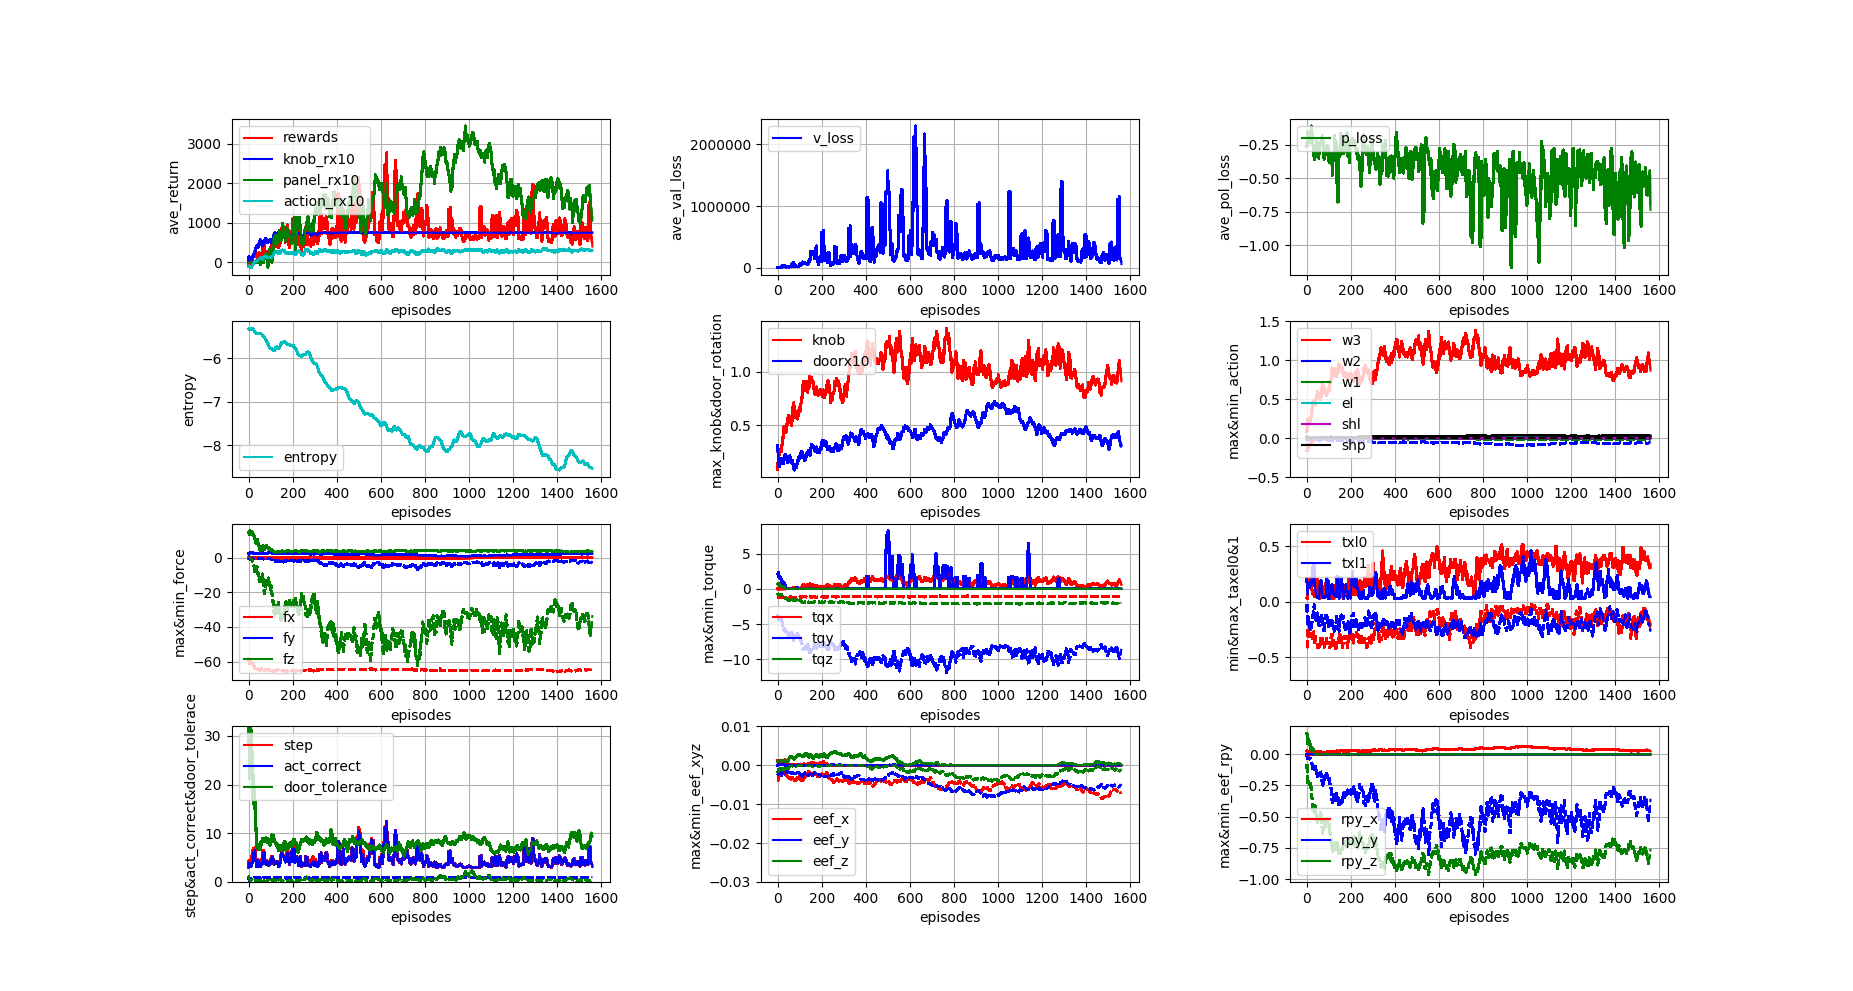 ave_return
3000
2000
1000
0
rewards
knob_rx10
panel_rx10
action_rx10
0 200 400 600 800 1000 1200 1400 1600
episodes
ave_val_loss
2000000
1000000
0
v_loss
0 200 400 600 800 1000 1200 1400 1600
episodes
ave_pol_loss
−0.25
−0.50
−0.75
−1.00
p_loss
0 200 400 600 800 1000 1200 1400 1600
episodes
entropy
−6
−7
−8
entropy
0 200 400 600 800 1000 1200 1400 1600
episodes
max_knob&door_rotation
1.0
0.5
knob
doorx10
0 200 400 600 800 1000 1200 1400 1600
episodes
max&min_action
1.5
1.0
0.5
0.0
−0.5
w3
w2
w1
el
shl
shp
0 200 400 600 800 1000 1200 1400 1600
episodes
max&min_force
0
−20
−40
−60
fx
fy
fz
0 200 400 600 800 1000 1200 1400 1600
episodes
max&min_torque
5
0
−5
−10
tqx
tqy
tqz
0 200 400 600 800 1000 1200 1400 1600
episodes
min&max_taxel0&1
0.5
0.0
−0.5
txl0
txl1
0 200 400 600 800 1000 1200 1400 1600
episodes
step&act_correct&door_tolerace
30
20
10
0
step
act_correct
door_tolerance
0 200 400 600 800 1000 1200 1400 1600
episodes
max&min_eef_xyz
0.01
0.00
−0.01
−0.02
−0.03
eef_x
eef_y
eef_z
0 200 400 600 800 1000 1200 1400 1600
episodes
max&min_eef_rpy
0.00
−0.25
−0.50
−0.75
−1.00
rpy_x
rpy_y
rpy_z
0 200 400 600 800 1000 1200 1400 1600
episodes